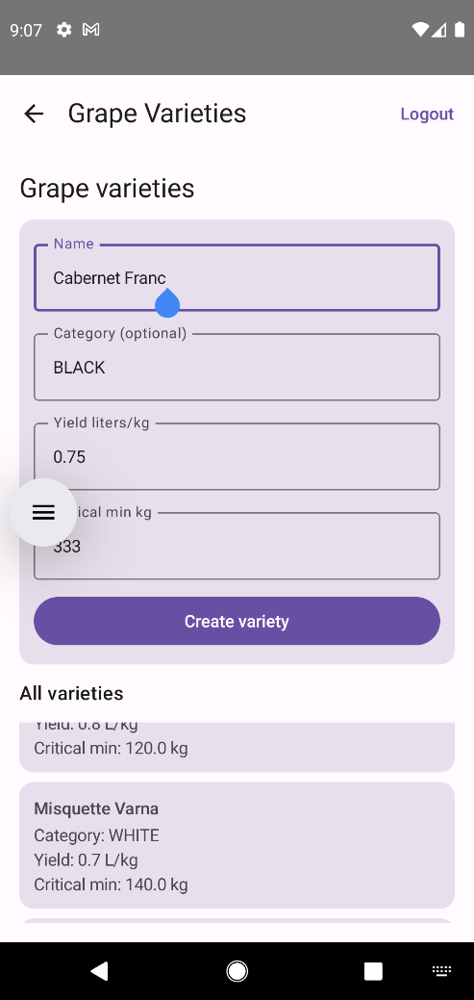 9:07
Grape Varieties
Logout
Grape varieties
Name
Cabernet Franc
Category (optional)
BLACK
Yield liters/kg
0.75
ical min kg
333
Create variety
All varieties
Yield: 0.8 L/kg
Critical min: 120.0 kg
Misquette Varna
Category: WHITE
Yield: 0.7 L/kg
Critical min: 140.0 kg